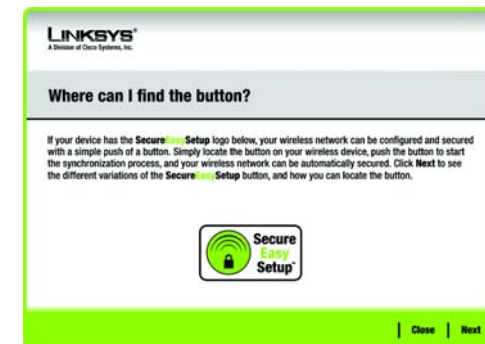 LINKSYS®
A Division of Cisco Systems, Inc.
Where can I find the button?
If your device has the SecureEasySetup logo below, your wireless network can be configured and secured
with a simple push of a button. Simply locate the button on your wireless device, push the button to start
the synchronization process, and your wireless network can be automatically secured. Click Next to see
the different variations of the SecureEasySetup button, and how you can locate the button.
Secure
Easy
Setup™
Close | Next